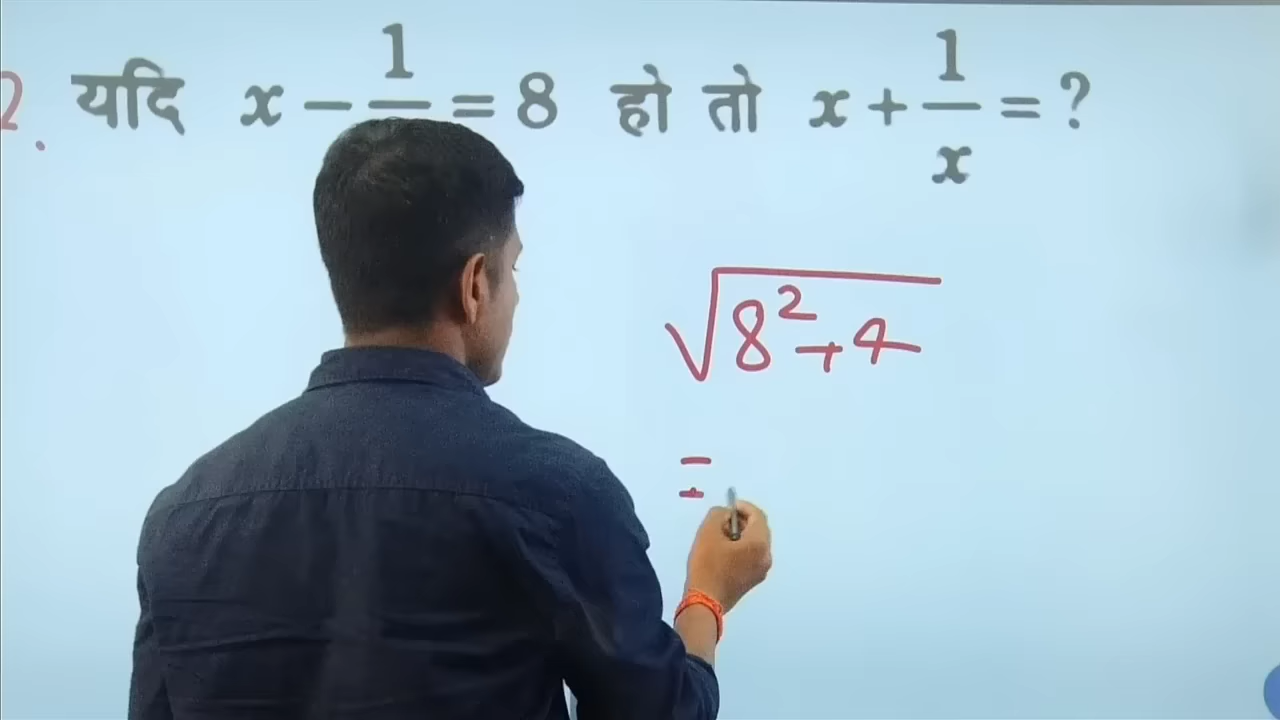 2. यदि x - 1/ = 8 हो तो x + 1/x = ?
√8² + 4
=